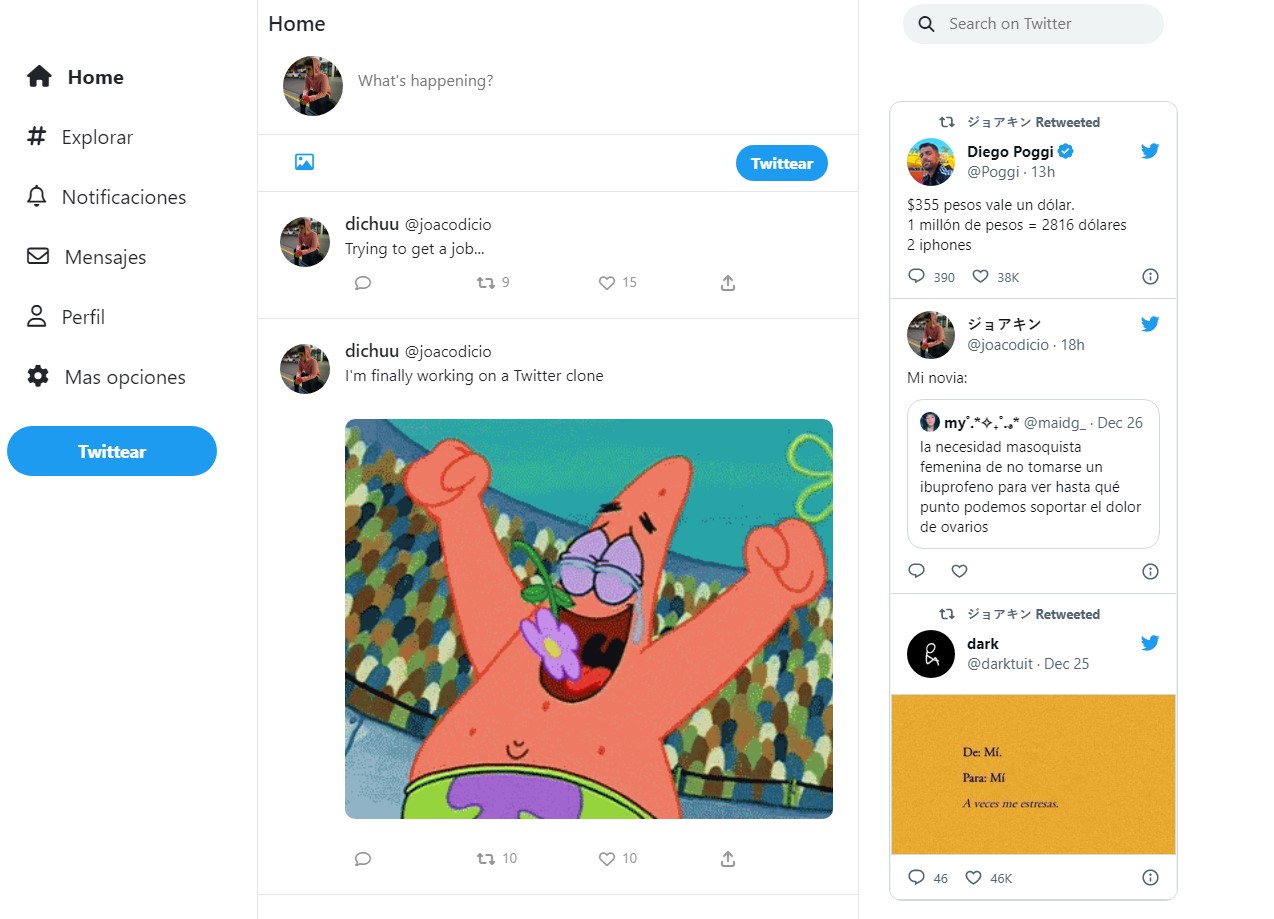 Home
Explorar
Notificaciones
Mensajes
Perfil
Mas opciones
Twittear
Home
What's happening?
Twittear
dichuu @joacodicio
Trying to get a job...
9
15
dichuu @joacodicio
I'm finally working on a Twitter clone
10
10
Search on Twitter
ジョアキン Retweeted
Diego Poggi
@Poggi · 13h
$355 pesos vale un dólar.
1 millón de pesos = 2816 dólares
2 iphones
390
38K
ジョアキン
@joacodicio · 18h
Mi novia:
my˚.*✧₊˚.ₐ* @maidg_ · Dec 26
la necesidad masoquista
femenina de no tomarse un
ibuprofeno para ver hasta qué
punto podemos soportar el dolor
de ovarios
ジョアキン Retweeted
dark
@darktuit · Dec 25
De: Mí.
Para: Mí
A veces me estresas.
46
46K